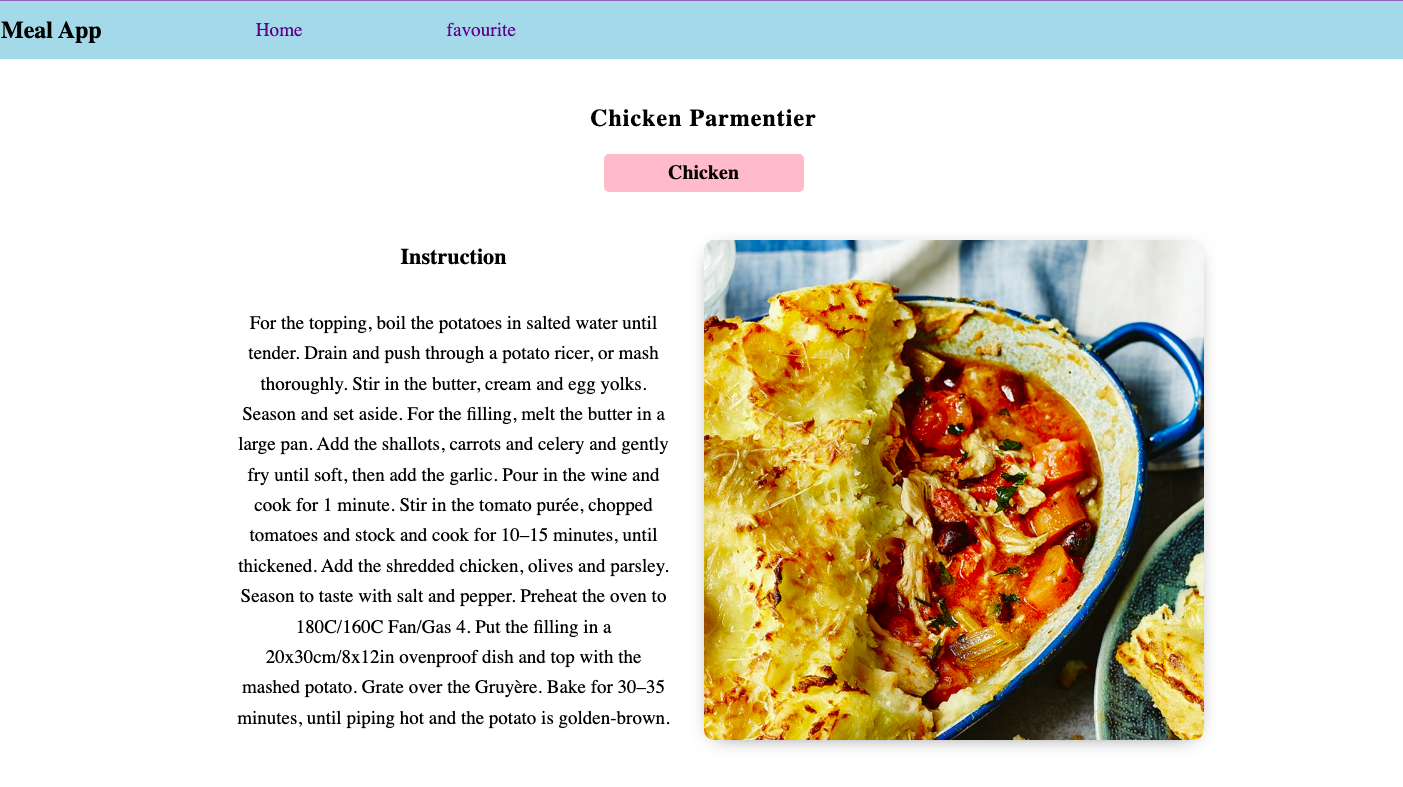 Meal App Home favourite
Chicken Parmentier
Chicken
Instruction
For the topping, boil the potatoes in salted water until
tender. Drain and push through a potato ricer, or mash
thoroughly. Stir in the butter, cream and egg yolks.
Season and set aside. For the filling, melt the butter in a
large pan. Add the shallots, carrots and celery and gently
fry until soft, then add the garlic. Pour in the wine and
cook for 1 minute. Stir in the tomato purée, chopped
tomatoes and stock and cook for 10–15 minutes, until
thickened. Add the shredded chicken, olives and parsley.
Season to taste with salt and pepper. Preheat the oven to
180C/160C Fan/Gas 4. Put the filling in a
20x30cm/8x12in ovenproof dish and top with the
mashed potato. Grate over the Gruyère. Bake for 30–35
minutes, until piping hot and the potato is golden-brown.